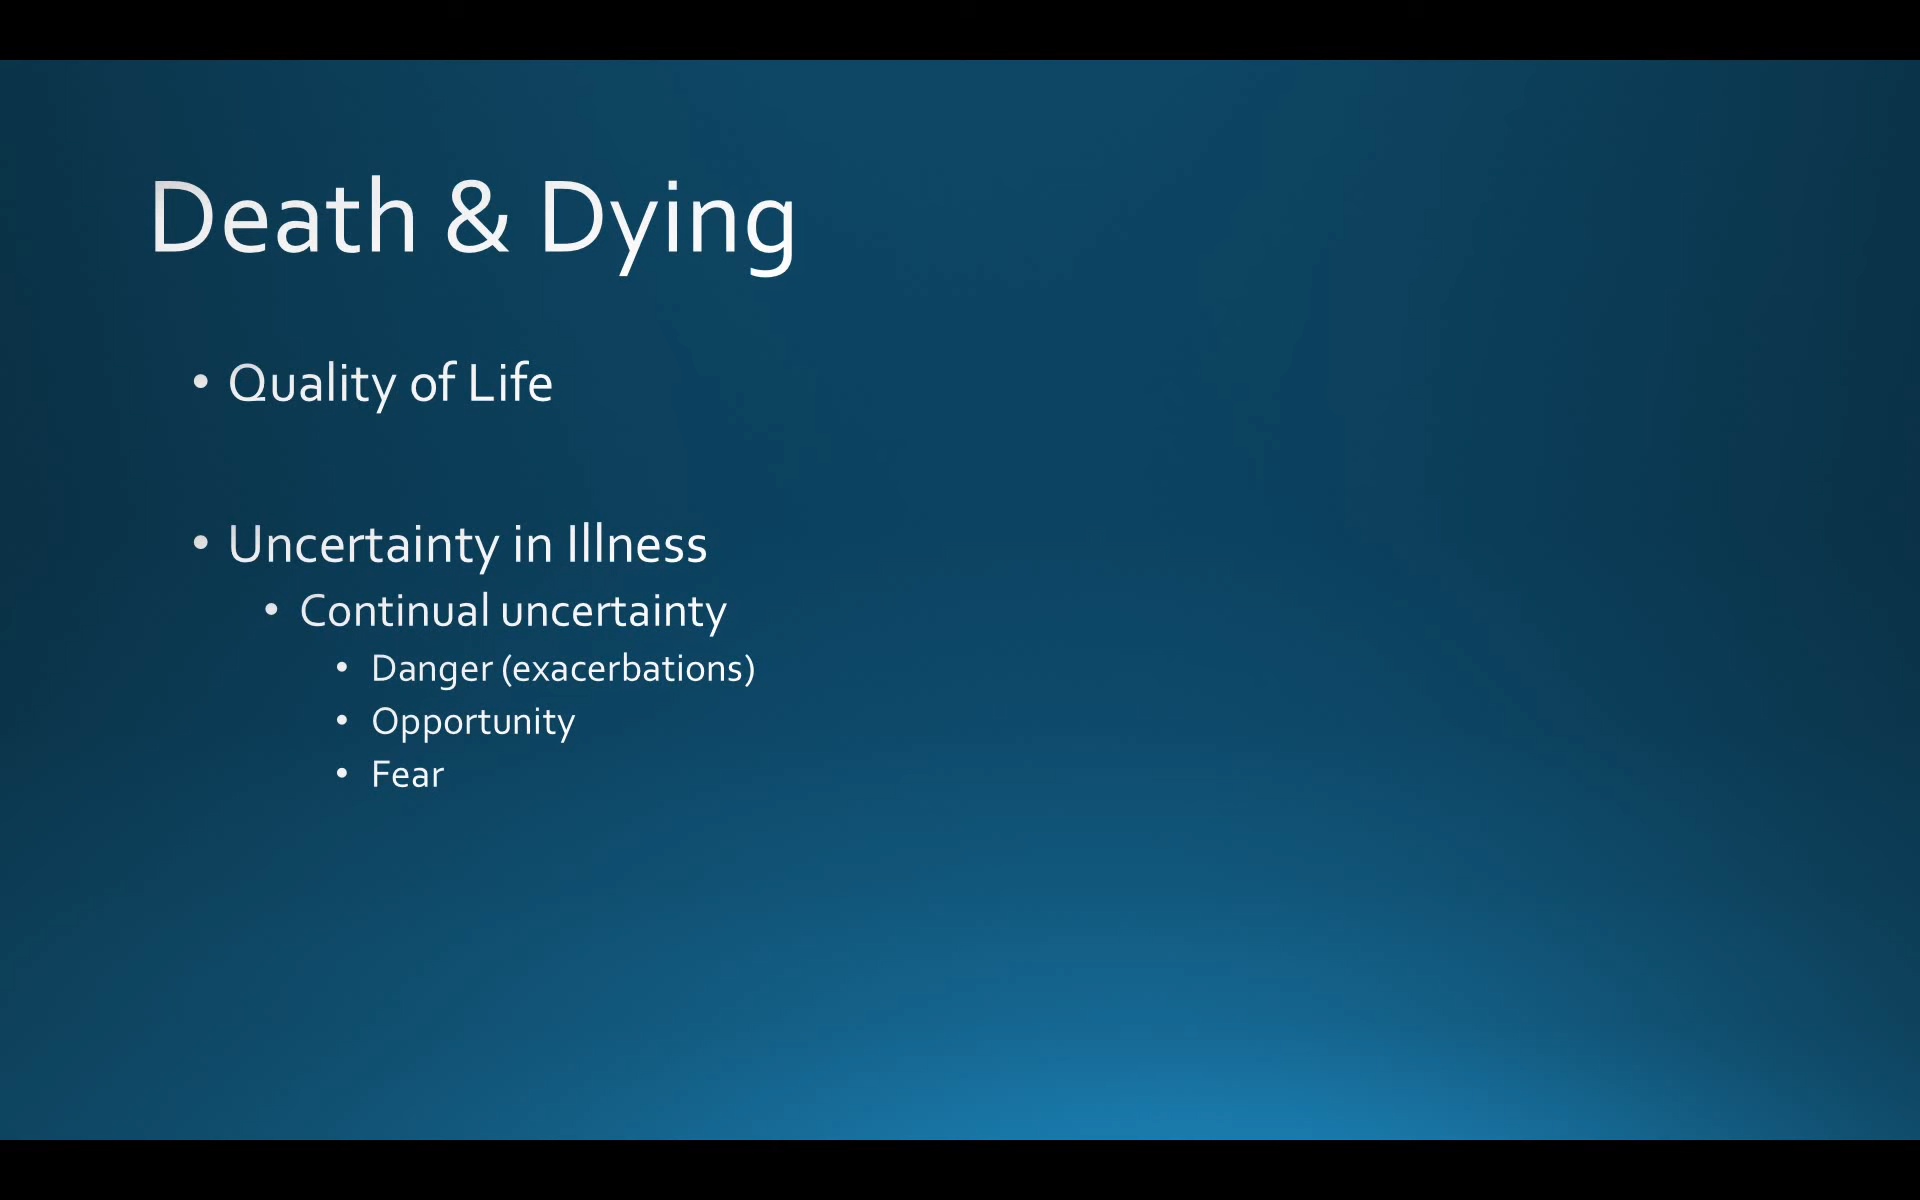 Death & Dying
• Quality of Life
• Uncertainty in Illness
• Continual uncertainty
• Danger (exacerbations)
• Opportunity
• Fear